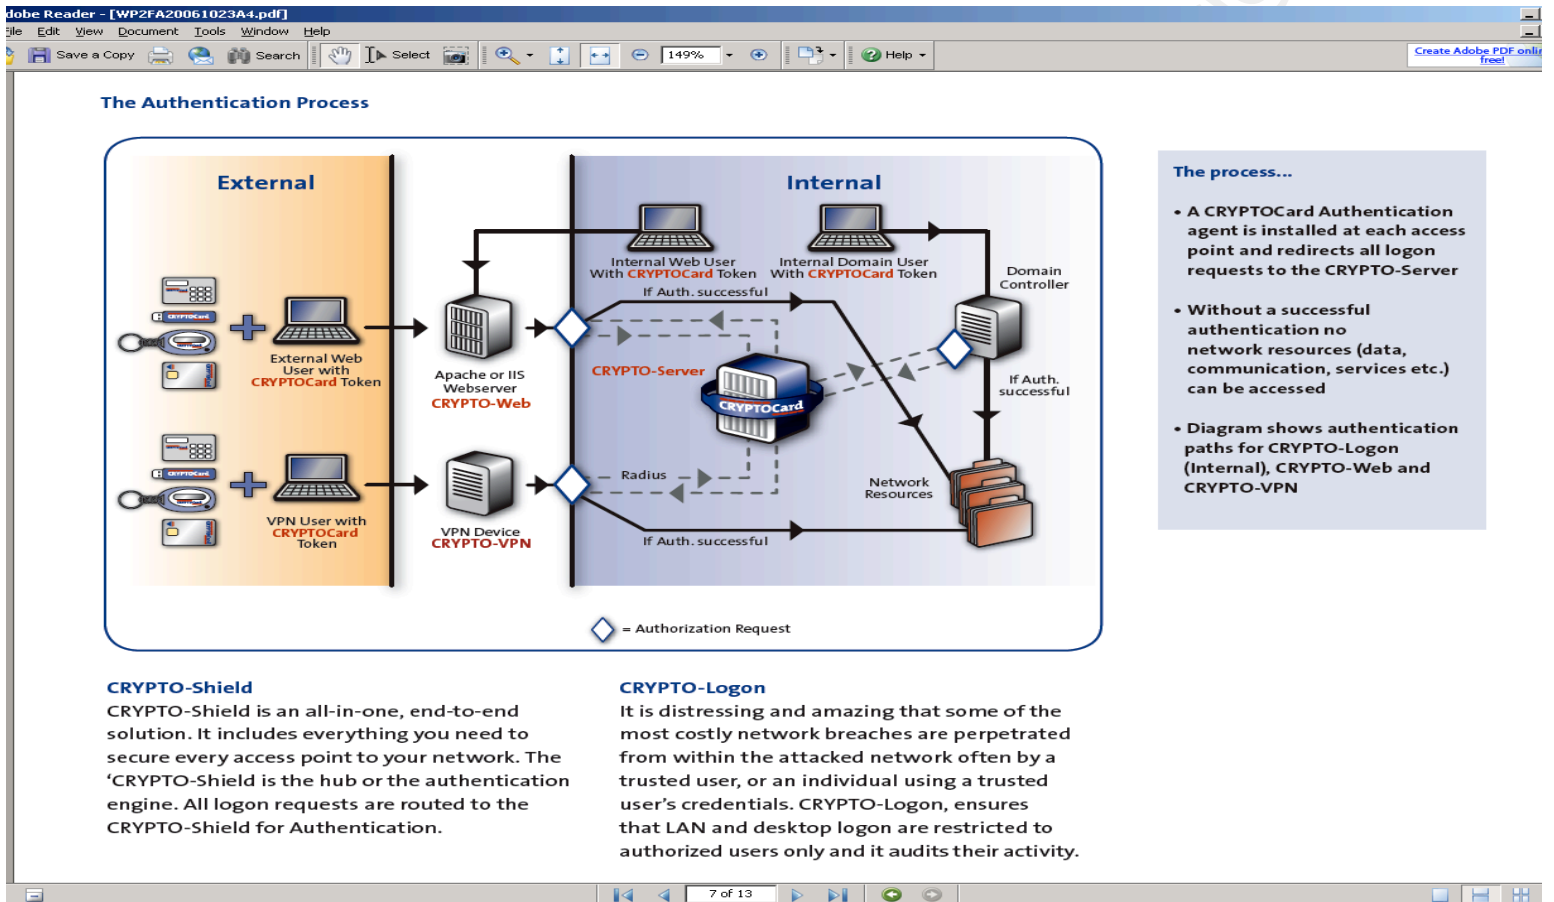 dobe Reader - [WP2FA20061023A4.pdf]
File Edit View Document Tools Window Help
Save a Copy Search Select 149% Help
Create Adobe PDF onlin
free!
The Authentication Process
External
Internal
Internal Web User
With CRYPTOCard Token
Internal Domain User
With CRYPTOCard Token
Domain
Controller
If Auth. successful
CRYPTOCard
External Web
User with
CRYPTOCard Token
Apache or IIS
Webserver
CRYPTO-Web
CRYPTO-Server
CRYPTOCard
If Auth.
successful
CRYPTOCard
VPN User with
CRYPTOCard
Token
VPN Device
CRYPTO-VPN
Radius
Network
Resources
If Auth. successful
= Authorization Request
The process...
• A CRYPTOCard Authentication
agent is installed at each access
point and redirects all logon
requests to the CRYPTO-Server
• Without a successful
authentication no
network resources (data,
communication, services etc.)
can be accessed
• Diagram shows authentication
paths for CRYPTO-Logon
(Internal), CRYPTO-Web and
CRYPTO-VPN
CRYPTO-Shield
CRYPTO-Shield is an all-in-one, end-to-end
solution. It includes everything you need to
secure every access point to your network. The
‘CRYPTO-Shield is the hub or the authentication
engine. All logon requests are routed to the
CRYPTO-Shield for Authentication.
CRYPTO-Logon
It is distressing and amazing that some of the
most costly network breaches are perpetrated
from within the attacked network often by a
trusted user, or an individual using a trusted
user’s credentials. CRYPTO-Logon, ensures
that LAN and desktop logon are restricted to
authorized users only and it audits their activity.
7 of 13